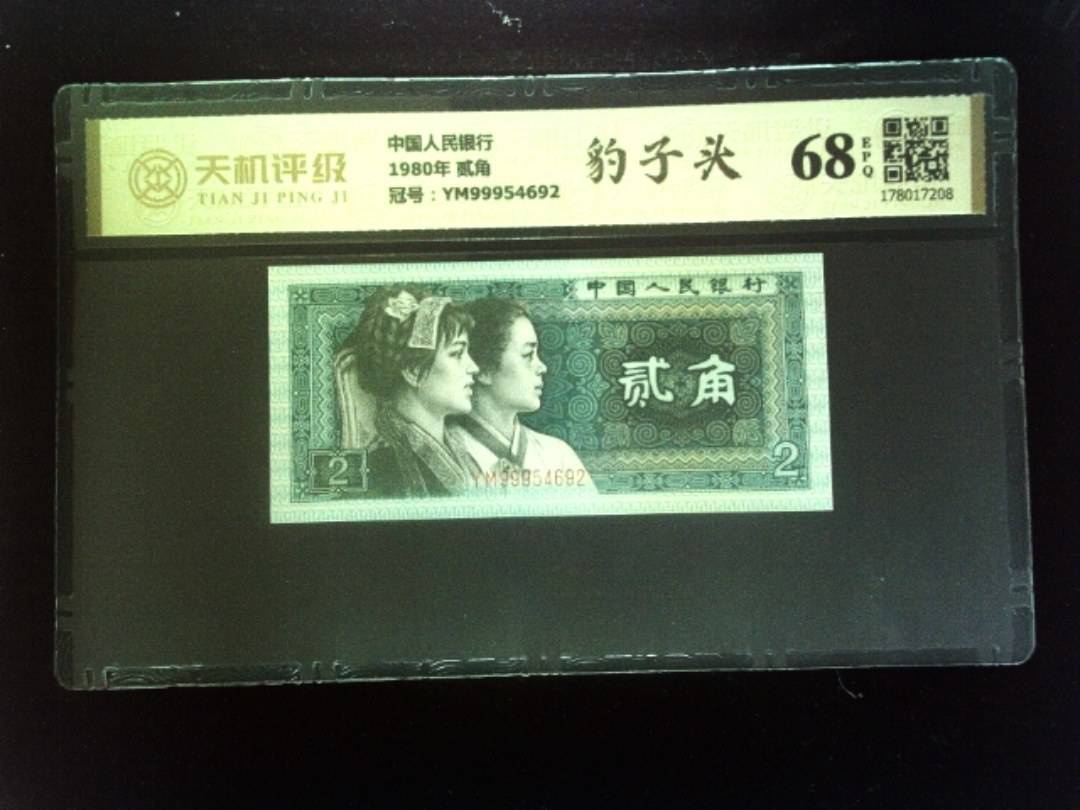 天机评级
TIAN JI PING JI
中国人民银行
1980年 贰角
冠号：YM99954692
豹子头
68
EPQ
178017208
中国人民银行
贰角
2
2
YM99954692